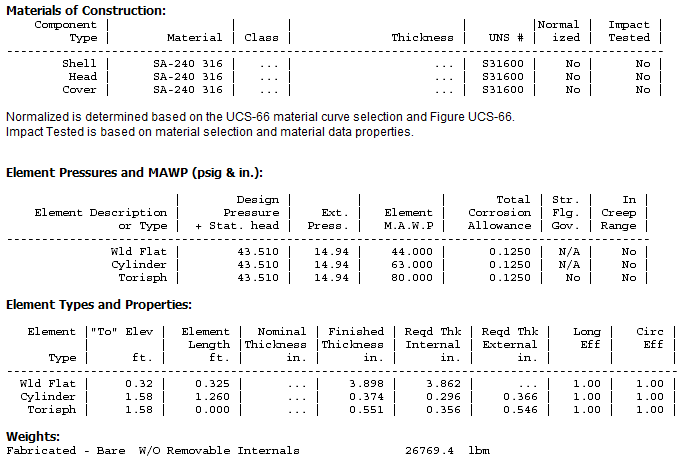 Materials of Construction:
Component | | | | |Normal | Impact |
Type | Material | Class | Thickness | UNS # | ized | Tested |
---------------------------------------------------------------------------------
Shell | SA-240 316 | ... | ... | S31600 | No | No |
Head | SA-240 316 | ... | ... | S31600 | No | No |
Cover | SA-240 316 | ... | ... | S31600 | No | No |
Normalized is determined based on the UCS-66 material curve selection and Figure UCS-66.
Impact Tested is based on material selection and material data properties.
Element Pressures and MAWP (psig & in.):
| Design | | | Total | Str. | In |
Element Description | Pressure | Ext. | Element | Corrosion | Flg. | Creep |
or Type | + Stat. head | Press. | M.A.W.P | Allowance | Gov. | Range |
---------------------------------------------------------------------------------
Wld Flat | 43.510 | 14.94 | 44.000 | 0.1250 | N/A | No |
Cylinder | 43.510 | 14.94 | 63.000 | 0.1250 | N/A | No |
Torisph | 43.510 | 14.94 | 80.000 | 0.1250 | No | No |
Element Types and Properties:
Element |"To" Elev | Element | Nominal | Finished | Reqd Thk | Reqd Thk | Long | Circ |
| | Length | Thickness | Thickness | Internal | External | Eff | Eff |
Type | ft. | ft. | in. | in. | in. | in. | | |
---------------------------------------------------------------------------------
Wld Flat | 0.32 | 0.325 | ... | 3.898 | 3.862 | ... | 1.00 | 1.00 |
Cylinder | 1.58 | 1.260 | ... | 0.374 | 0.296 | 0.366 | 1.00 | 1.00 |
Torisph | 1.58 | 0.000 | ... | 0.551 | 0.356 | 0.546 | 1.00 | 1.00 |
Weights:
Fabricated - Bare W/O Removable Internals 26769.4 lbm